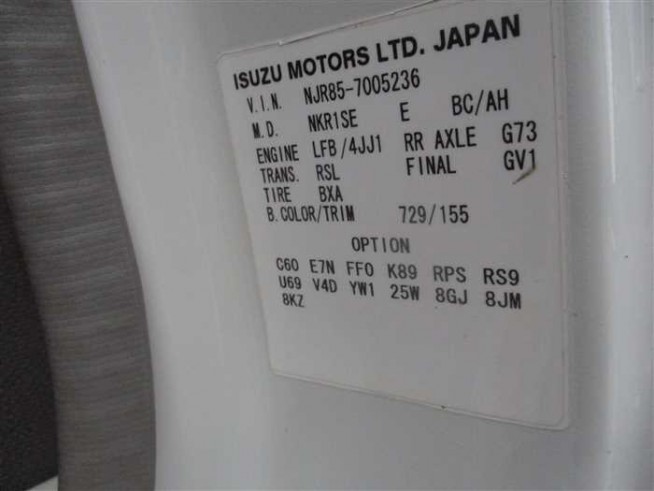 ISUZU MOTORS LTD. JAPAN
V.I.N. NJR85-7005236
M.D. NKR1SE E BC/AH
ENGINE LFB/4JJ1 RR AXLE G73
TRANS. RSL FINAL GV1
TIRE BXA
B.COLOR/TRIM 729/155
OPTION
C60 E7N FF0 K89 RPS RS9
U69 V4D YW1 25W 8GJ 8JM
8KZ